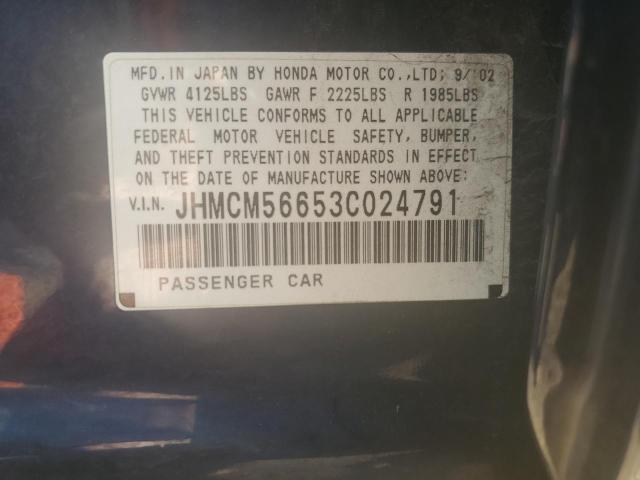 MFD.IN JAPAN BY HONDA MOTOR CO.,LTD; 9/'02
GVWR 4125LBS GAWR F 2225LBS R 1985LBS
THIS VEHICLE CONFORMS TO ALL APPLICABLE
FEDERAL MOTOR VEHICLE SAFETY, BUMPER,
AND THEFT PREVENTION STANDARDS IN EFFECT
ON THE DATE OF MANUFACTURE SHOWN ABOVE:
V.I.N. JHMCM56653C024791
PASSENGER CAR